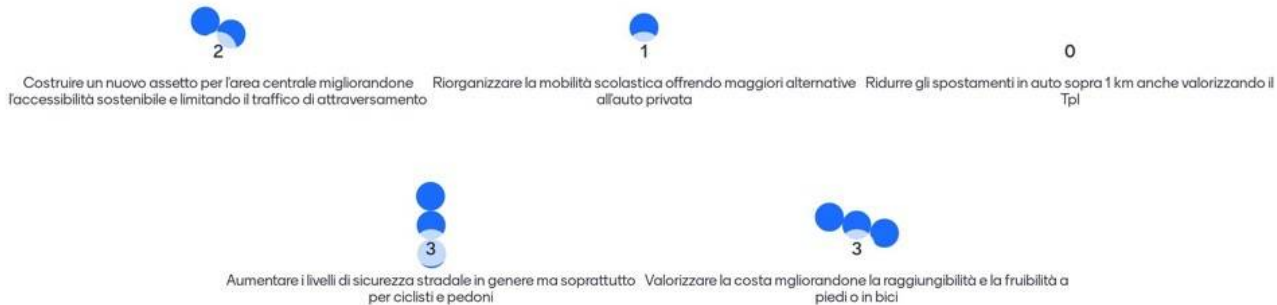 2
Costruire un nuovo assetto per l'area centrale migliorandone
l'accessibilità sostenibile e limitando il traffico di attraversamento
1
Riorganizzare la mobilità scolastica offrendo maggiori alternative
all'auto privata
0
Ridurre gli spostamenti in auto sopra 1 km anche valorizzando il
Tpl
3
Aumentare i livelli di sicurezza stradale in genere ma soprattutto
per ciclisti e pedoni
3
Valorizzare la costa mgliorandone la raggiungibilità e la fruibilità a
piedi o in bici